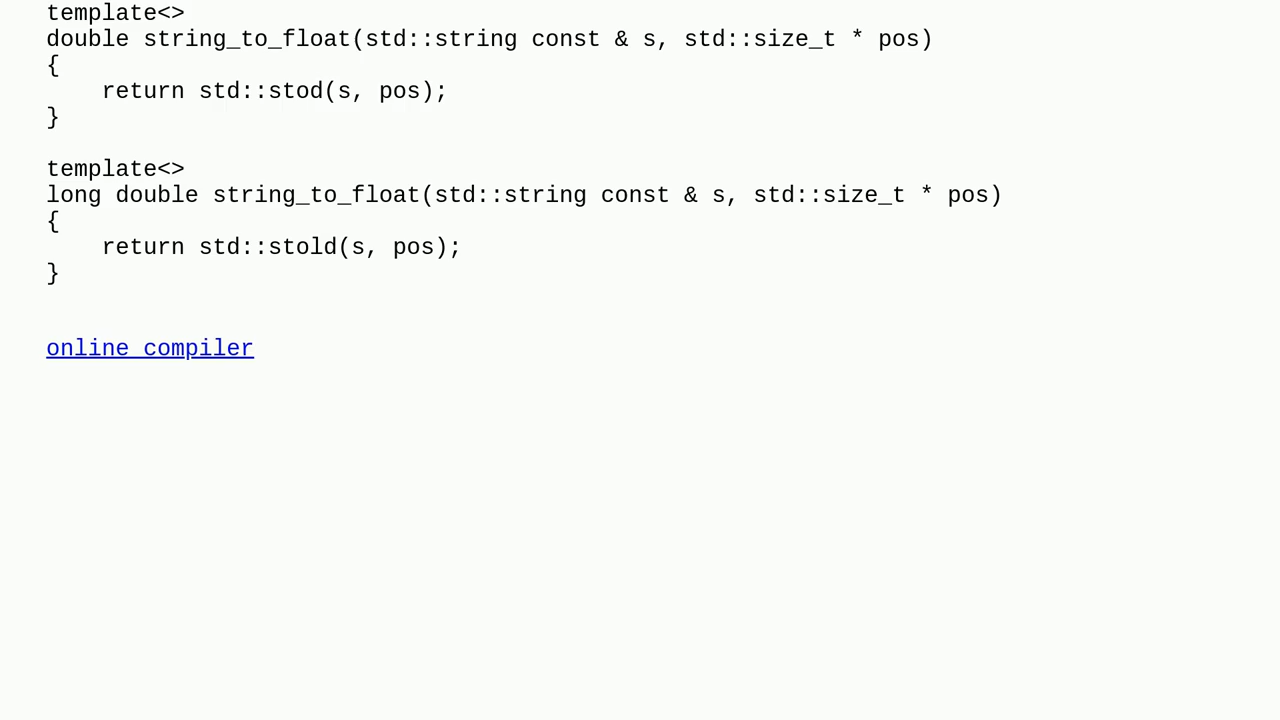 template<>
double string_to_float(std::string const & s, std::size_t * pos)
{
    return std::stod(s, pos);
}

template<>
long double string_to_float(std::string const & s, std::size_t * pos)
{
    return std::stold(s, pos);
}

online compiler